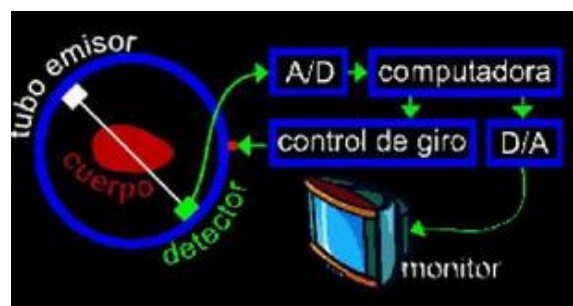 tubo emisor
cuerpo
detector
A/D
computadora
control de giro
D/A
monitor